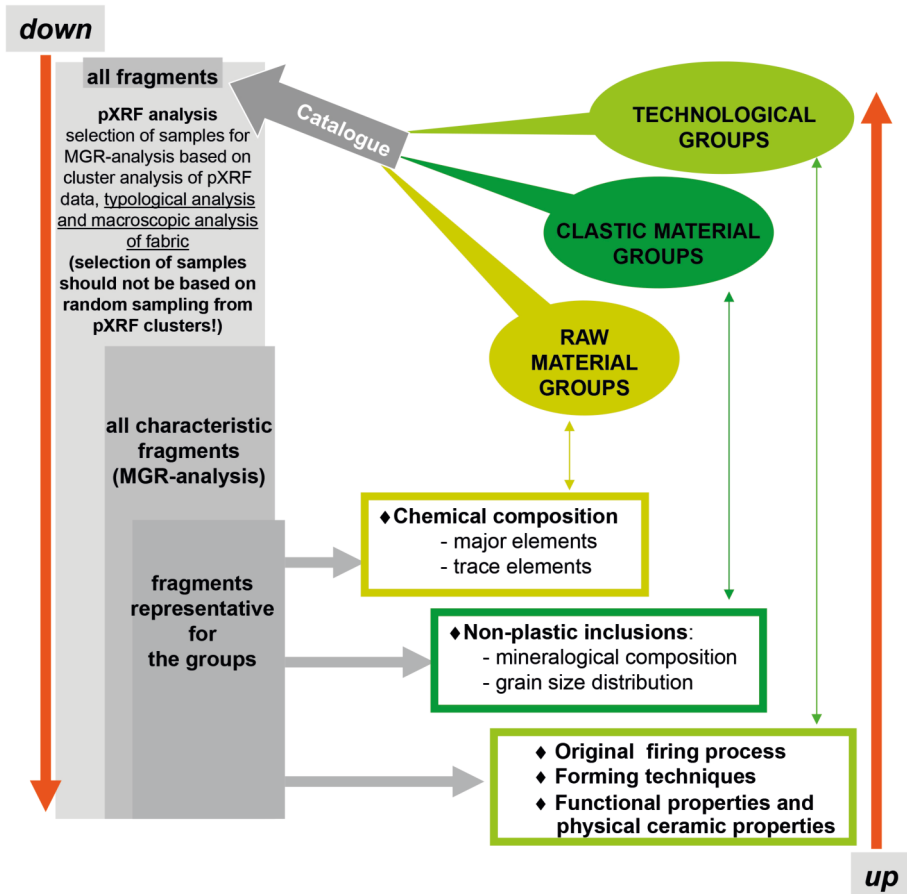 down
all fragments
pXRF analysis
selection of samples for
MGR-analysis based on
cluster analysis of pXRF
data, typological analysis
and macroscopic analysis
of fabric
(selection of samples
should not be based on
random sampling from
pXRF clusters!)
all characteristic
fragments
(MGR-analysis)
fragments
representative
for
the groups
Catalogue
TECHNOLOGICAL
GROUPS
CLASTIC MATERIAL
GROUPS
RAW
MATERIAL
GROUPS
♦ Chemical composition
- major elements
- trace elements
♦ Non-plastic inclusions:
- mineralogical composition
- grain size distribution
♦ Original firing process
♦ Forming techniques
♦ Functional properties and
physical ceramic properties
up